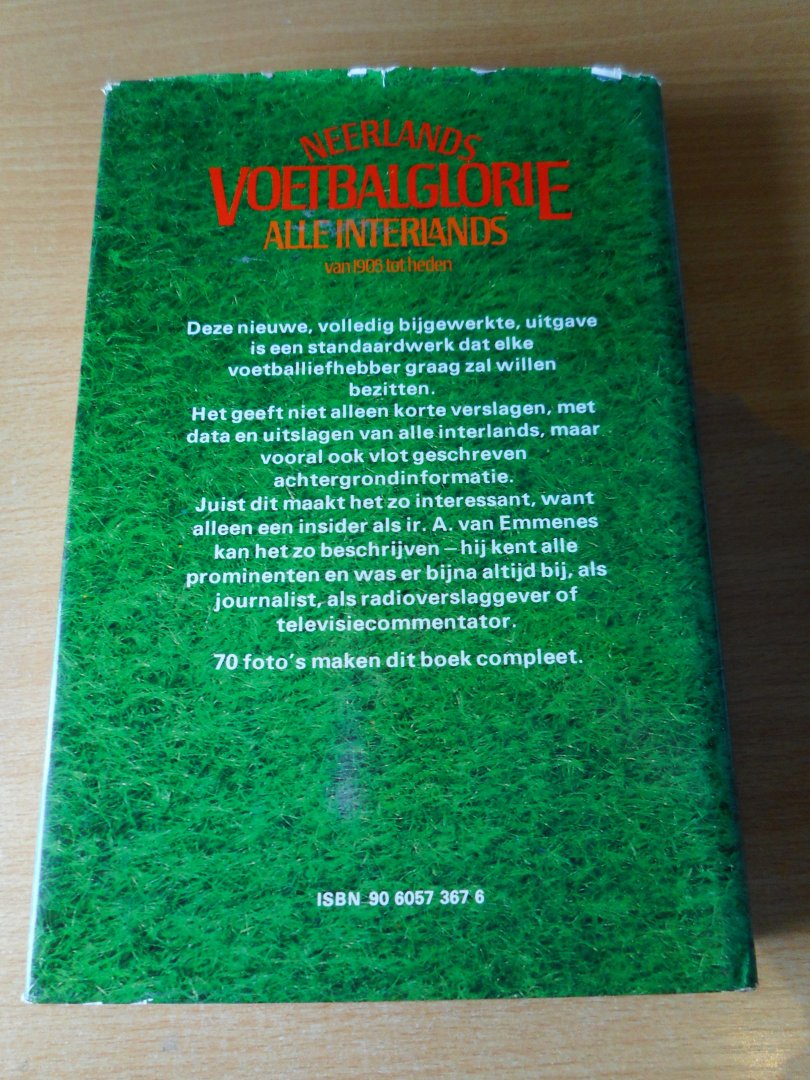 NEERLANDS
VOETBALGLORIE
ALLE INTERLANDS
van 1905 tot heden
Deze nieuwe, volledig bijgewerkte, uitgave
is een standaardwerk dat elke
voetballiefhebber graag zal willen
bezitten.
Het geeft niet alleen korte verslagen, met
data en uitslagen van alle interlands, maar
vooral ook vlot geschreven
achtergrondinformatie.
Juist dit maakt het zo interessant, want
alleen een insider als ir. A. van Emmenes
kan het zo beschrijven – hij kent alle
prominenten en was er bijna altijd bij, als
journalist, als radioverslaggever of
televisiecommentator.
70 foto's maken dit boek compleet.
ISBN 90 6057 367 6